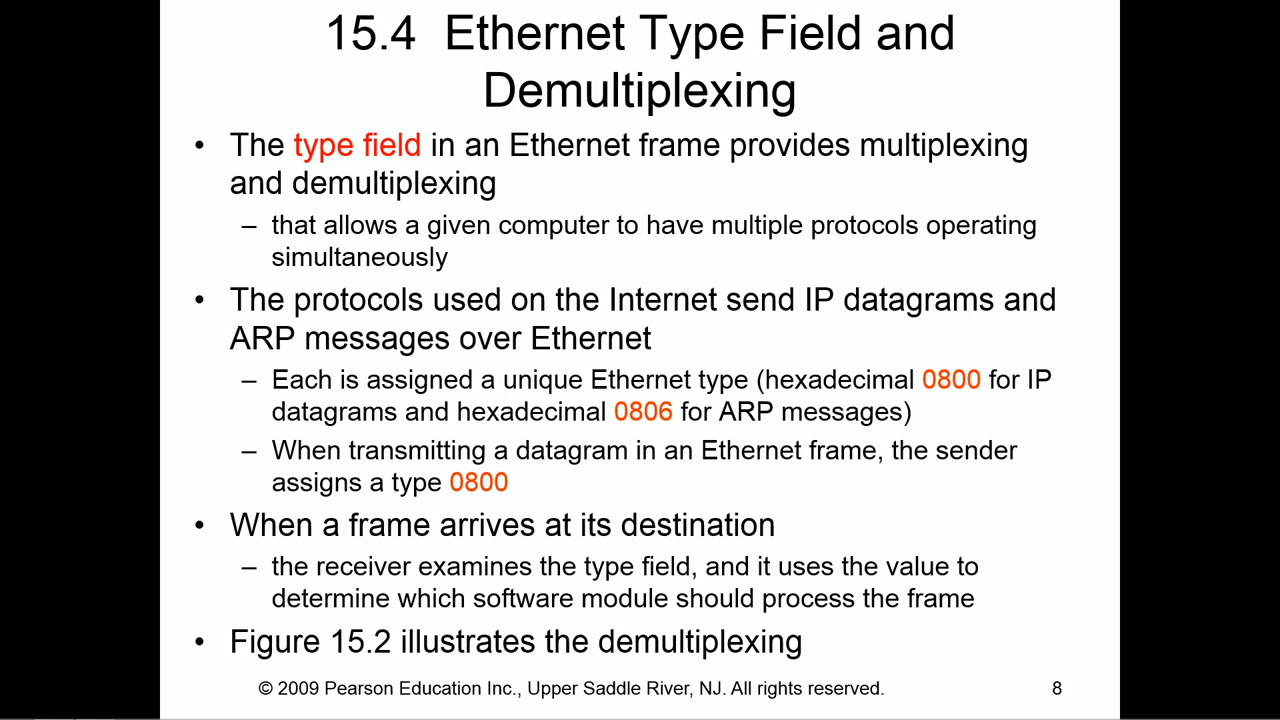 15.4 Ethernet Type Field and
Demultiplexing
• The type field in an Ethernet frame provides multiplexing
and demultiplexing
– that allows a given computer to have multiple protocols operating
simultaneously
• The protocols used on the Internet send IP datagrams and
ARP messages over Ethernet
– Each is assigned a unique Ethernet type (hexadecimal 0800 for IP
datagrams and hexadecimal 0806 for ARP messages)
– When transmitting a datagram in an Ethernet frame, the sender
assigns a type 0800
• When a frame arrives at its destination
– the receiver examines the type field, and it uses the value to
determine which software module should process the frame
• Figure 15.2 illustrates the demultiplexing
© 2009 Pearson Education Inc., Upper Saddle River, NJ. All rights reserved. 8